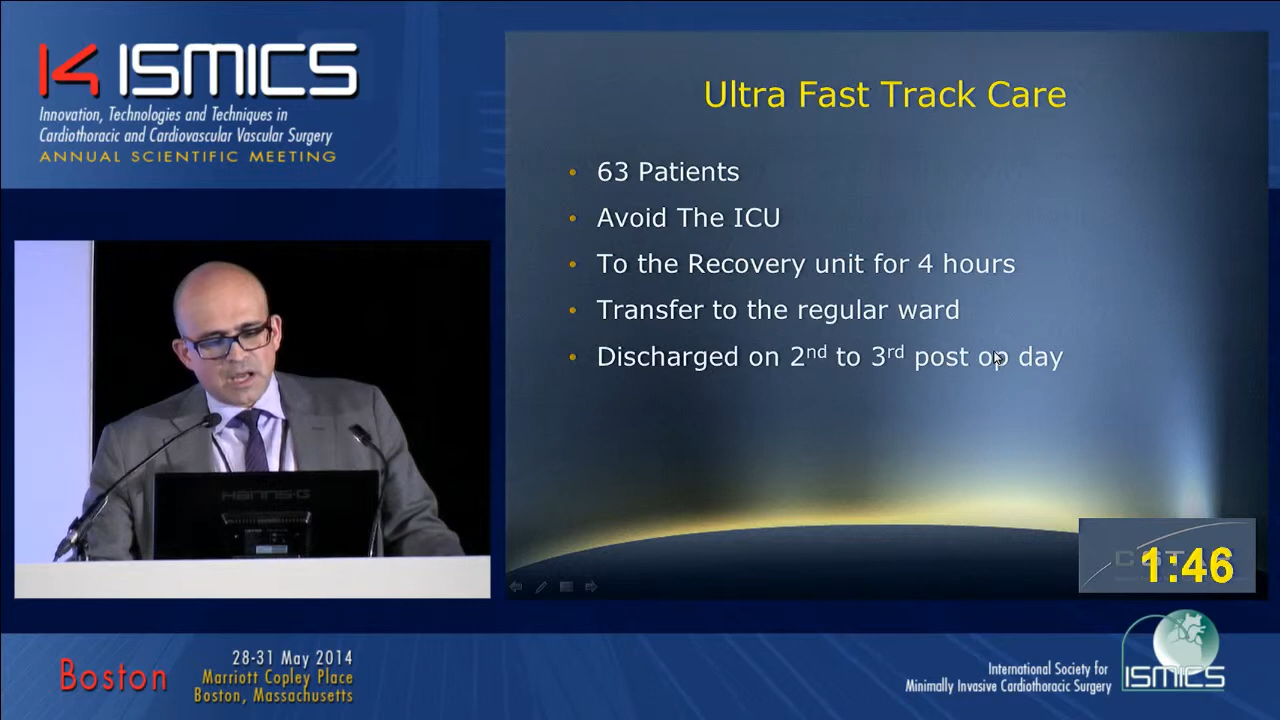 14 ISMICS
Innovation, Technologies and Techniques in
Cardiothoracic and Cardiovascular Vascular Surgery
ANNUAL SCIENTIFIC MEETING
Ultra Fast Track Care
• 63 Patients
• Avoid The ICU
• To the Recovery unit for 4 hours
• Transfer to the regular ward
• Discharged on 2nd to 3rd post op day
HANNS-G
1:46
Boston
28-31 May 2014
Marriott Copley Place
Boston, Massachusetts
International Society for
Minimally Invasive Cardiothoracic Surgery
ISMICS